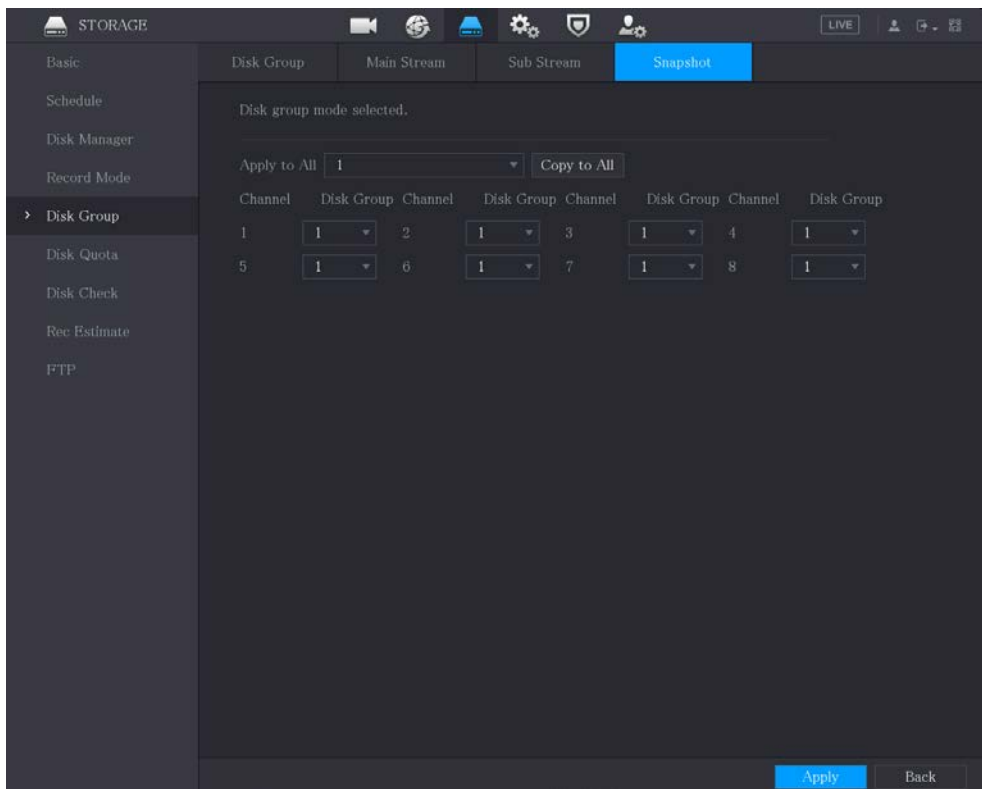 STORAGE LIVE
Basic
Schedule
Disk Manager
Record Mode
Disk Group
Disk Quota
Disk Check
Rec Estimate
FTP
Disk Group Main Stream Sub Stream Snapshot
Disk group mode selected.
Apply to All 1 Copy to All
Channel Disk Group Channel Disk Group Channel Disk Group Channel Disk Group
1 1 2 1 3 1 4 1
5 1 6 1 7 1 8 1
Apply Back